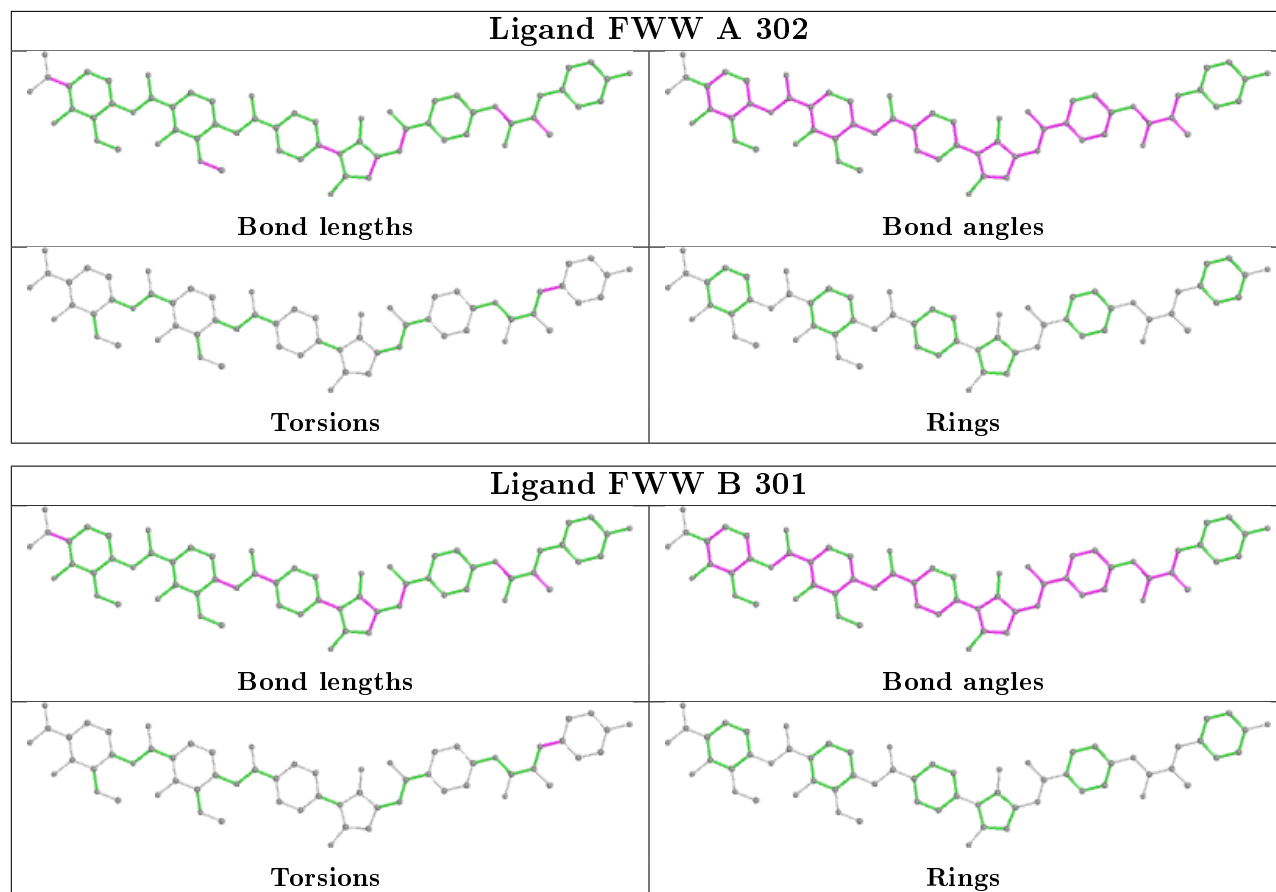 Ligand FWW A 302
Bond lengths
Bond angles
Torsions
Rings
Ligand FWW B 301
Bond lengths
Bond angles
Torsions
Rings